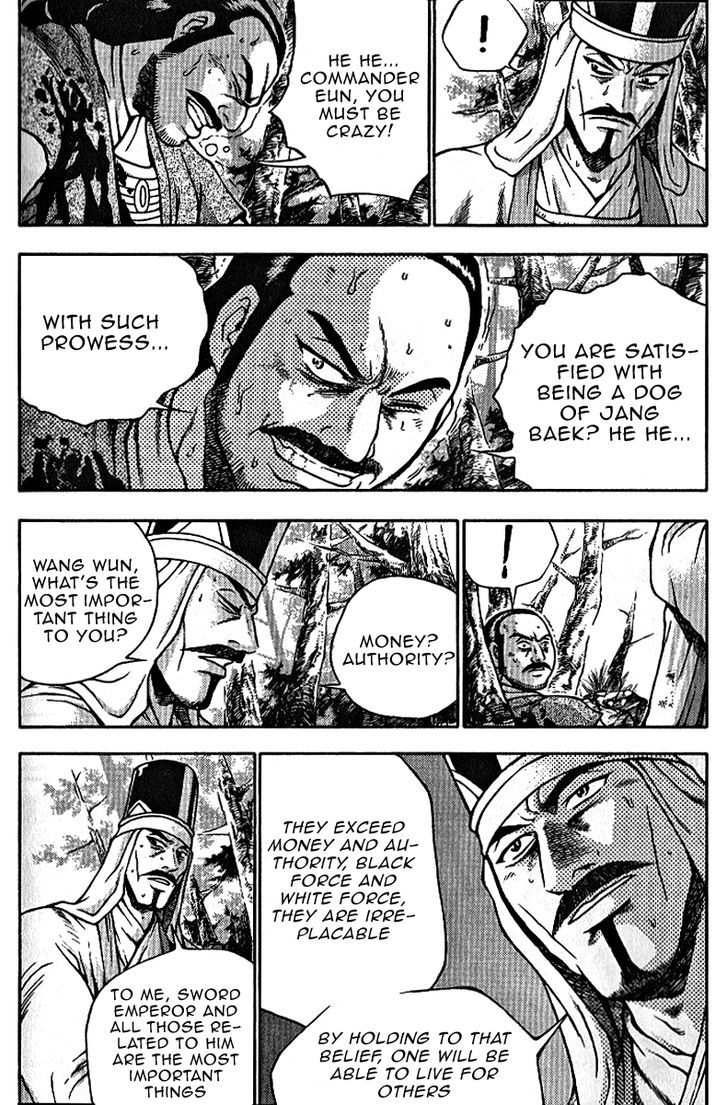 HE HE...
COMMANDER
EUN, YOU
MUST BE
CRAZY!
!
WITH SUCH
PROWESS...
YOU ARE SATIS-
FIED WITH
BEING A DOG
OF JANG
BAEK? HE HE...
WANG WUN,
WHAT'S THE
MOST IMPOR-
TANT THING
TO YOU?
MONEY?
AUTHORITY?
!
TO ME, SWORD
EMPEROR AND
ALL THOSE RE-
LATED TO HIM
ARE THE MOST
IMPORTANT
THINGS
THEY EXCEED
MONEY AND AU-
THORITY, BLACK
FORCE AND
WHITE FORCE,
THEY ARE IRRE-
PLACABLE
BY HOLDING TO THAT
BELIEF, ONE WILL BE
ABLE TO LIVE FOR
OTHERS